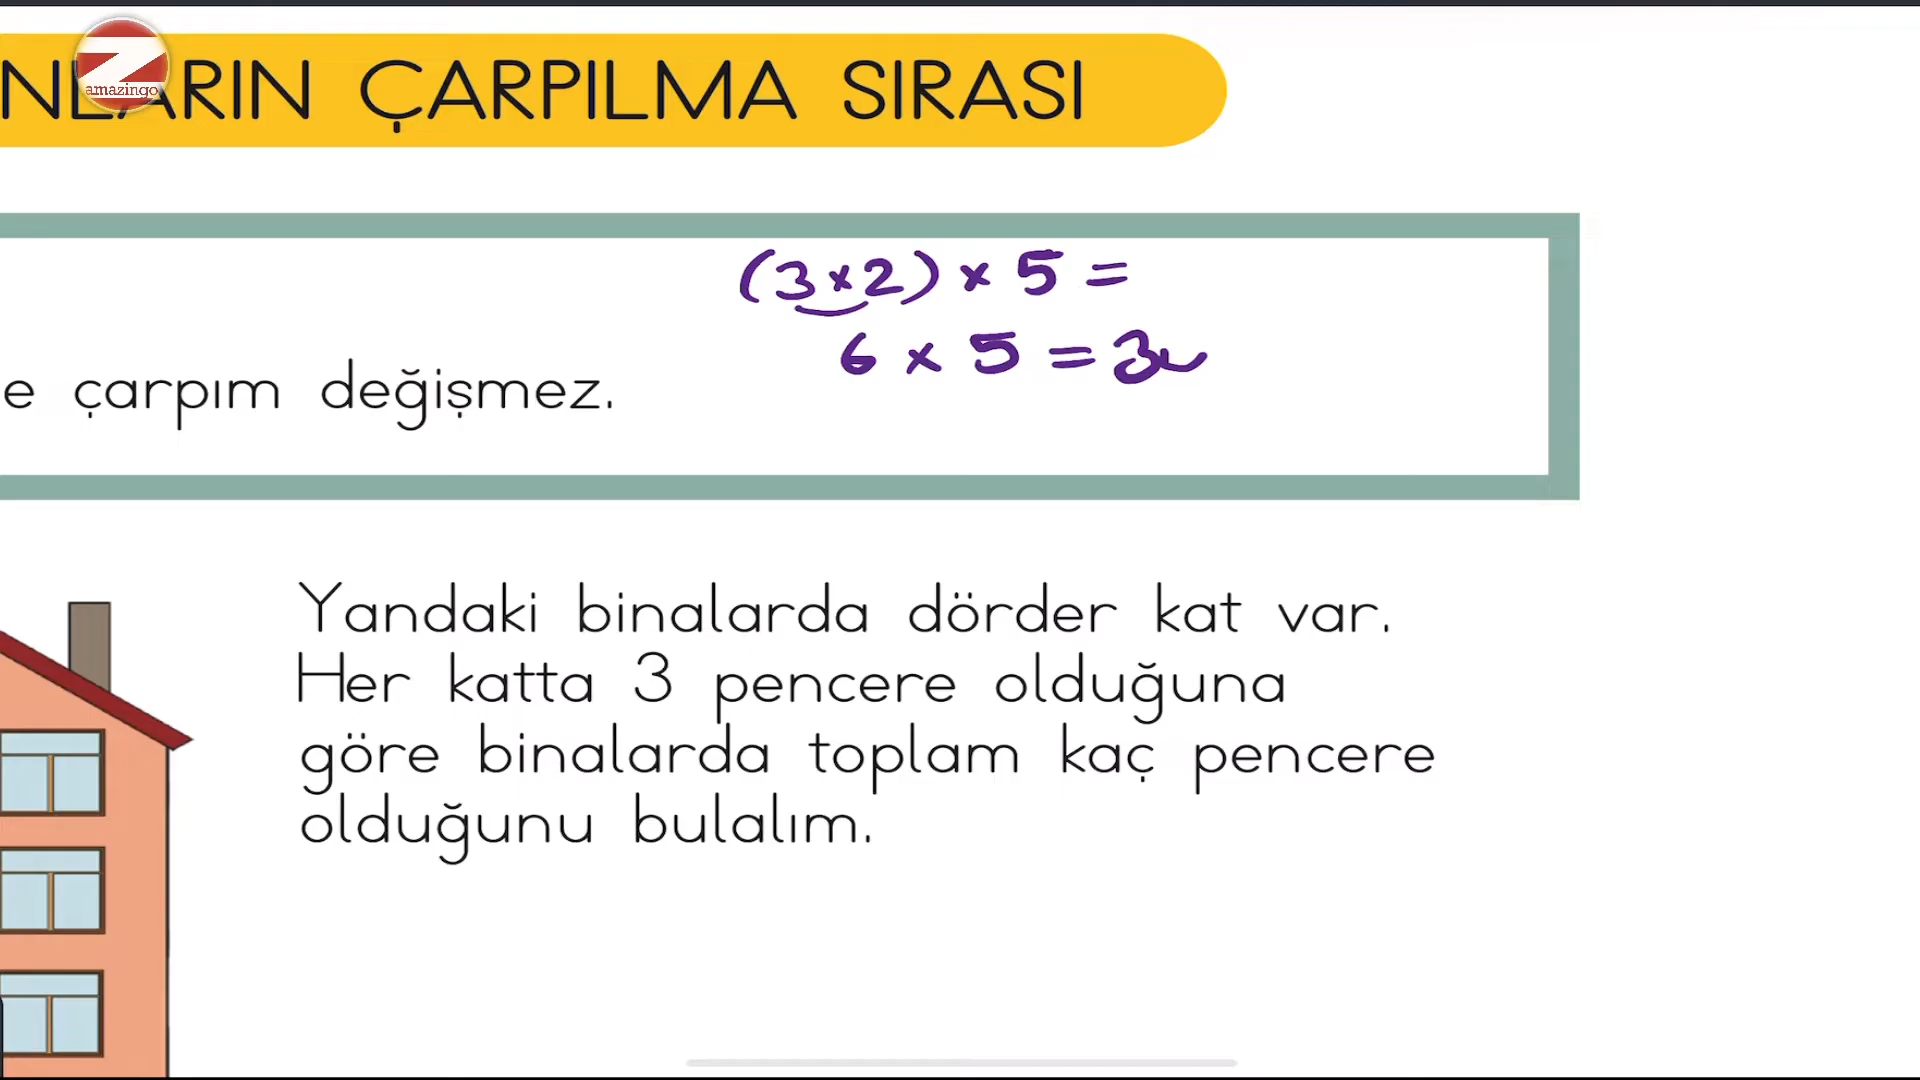 NLARIN ÇARPILMA SIRASI
amazingo
(3×2)×5=
6×5=3
e çarpım değişmez.
Yandaki binalarda dörder kat var.
Her katta 3 pencere olduğuna
göre binalarda toplam kaç pencere
olduğunu bulalım.